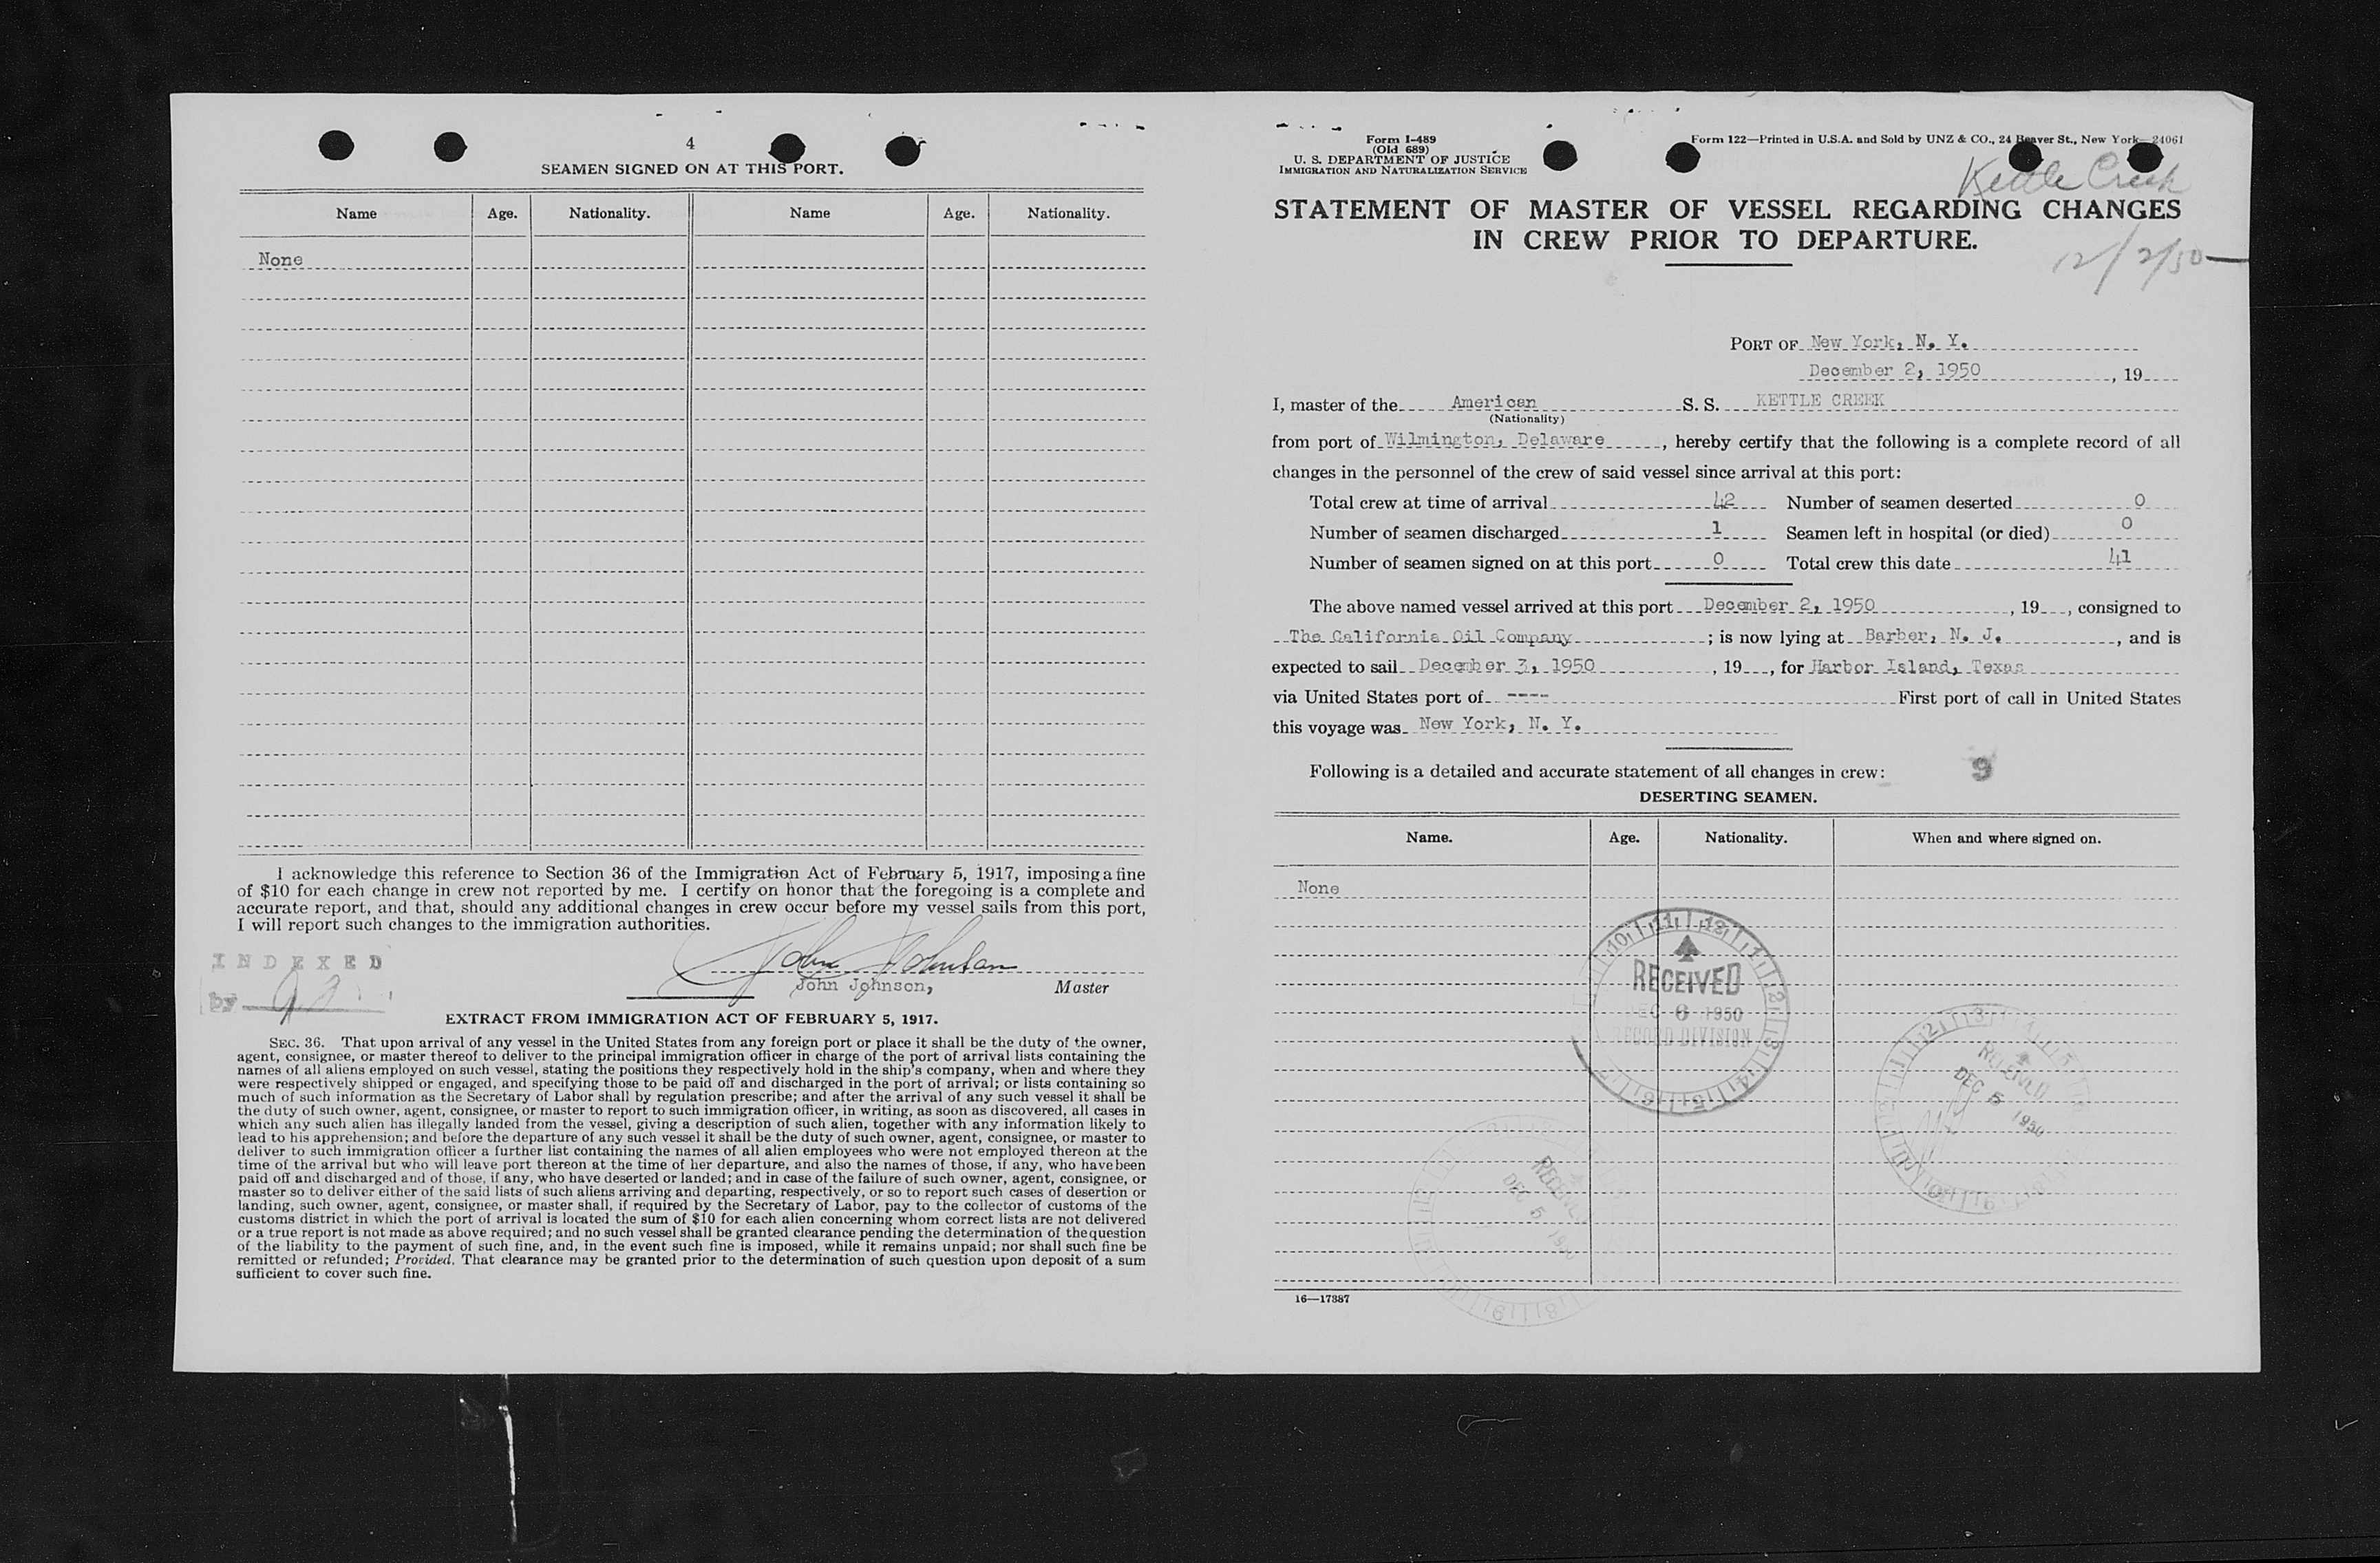 4
SEAMEN SIGNED ON AT THIS PORT.
Name Age. Nationality. Name Age. Nationality.
None
I acknowledge this reference to Section 36 of the Immigration Act of February 5, 1917, imposing a fine
of $10 for each change in crew not reported by me. I certify on honor that the foregoing is a complete and
accurate report, and that, should any additional changes in crew occur before my vessel sails from this port,
I will report such changes to the immigration authorities.
INDEXED
by
John Johnson
John Johnson, Master
EXTRACT FROM IMMIGRATION ACT OF FEBRUARY 5, 1917.
SEC. 36. That upon arrival of any vessel in the United States from any foreign port or place it shall be the duty of the owner,
agent, consignee, or master thereof to deliver to the principal immigration officer in charge of the port of arrival lists containing the
names of all aliens employed on such vessel, stating the positions they respectively hold in the ship's company, when and where they
were respectively shipped or engaged, and specifying those to be paid off and discharged in the port of arrival; or lists containing so
much of such information as the Secretary of Labor shall by regulation prescribe; and after the arrival of any such vessel it shall be
the duty of such owner, agent, consignee, or master to report to such immigration officer, in writing, as soon as discovered, all cases in
which any such alien has illegally landed from the vessel, giving a description of such alien, together with any information likely to
lead to his apprehension; and before the departure of any such vessel it shall be the duty of such owner, agent, consignee, or master to
deliver to such immigration officer a further list containing the names of all alien employees who were not employed thereon at the
time of the arrival but who will leave port thereon at the time of her departure, and also the names of those, if any, who have been
paid off and discharged and of those, if any, who have deserted or landed; and in case of the failure of such owner, agent, consignee, or
master so to deliver either of the said lists of such aliens arriving and departing, respectively, or so to report such cases of desertion or
landing, such owner, agent, consignee, or master shall, if required by the Secretary of Labor, pay to the collector of customs of the
customs district in which the port of arrival is located the sum of $10 for each alien concerning whom correct lists are not delivered
or a true report is not made as above required; and no such vessel shall be granted clearance pending the determination of the question
of the liability to the payment of such fine, and, in the event such fine is imposed, while it remains unpaid; nor shall such fine be
remitted or refunded; Provided, That clearance may be granted prior to the determination of such question upon deposit of a sum
sufficient to cover such fine.
Form I-489
(Old 689)
U. S. DEPARTMENT OF JUSTICE
IMMIGRATION AND NATURALIZATION SERVICE
Form 122—Printed in U.S.A. and Sold by UNZ & CO., 24 Beaver St., New York—24061
Kettle Creek
STATEMENT OF MASTER OF VESSEL REGARDING CHANGES
IN CREW PRIOR TO DEPARTURE.
12/2/50
PORT OF New York, N. Y.
December 2, 1950, 19
I, master of the American S. S. KETTLE CREEK
(Nationality)
from port of Wilmington, Delaware, hereby certify that the following is a complete record of all
changes in the personnel of the crew of said vessel since arrival at this port:
Total crew at time of arrival 42 Number of seamen deserted 0
Number of seamen discharged 1 Seamen left in hospital (or died) 0
Number of seamen signed on at this port 0 Total crew this date 41
The above named vessel arrived at this port December 2, 1950, 19, consigned to
The California Oil Company; is now lying at Barber, N. J., and is
expected to sail December 3, 1950, 19, for Harbor Island, Texas
via United States port of ---- First port of call in United States
this voyage was New York, N. Y.
Following is a detailed and accurate statement of all changes in crew: 9
DESERTING SEAMEN.
Name. Age. Nationality. When and where signed on.
None
RECEIVED
DEC 6 1950
RECORD DIVISION
RECEIVED
DEC 5 1950
RECEIVED
DEC 5 1950
16—17387